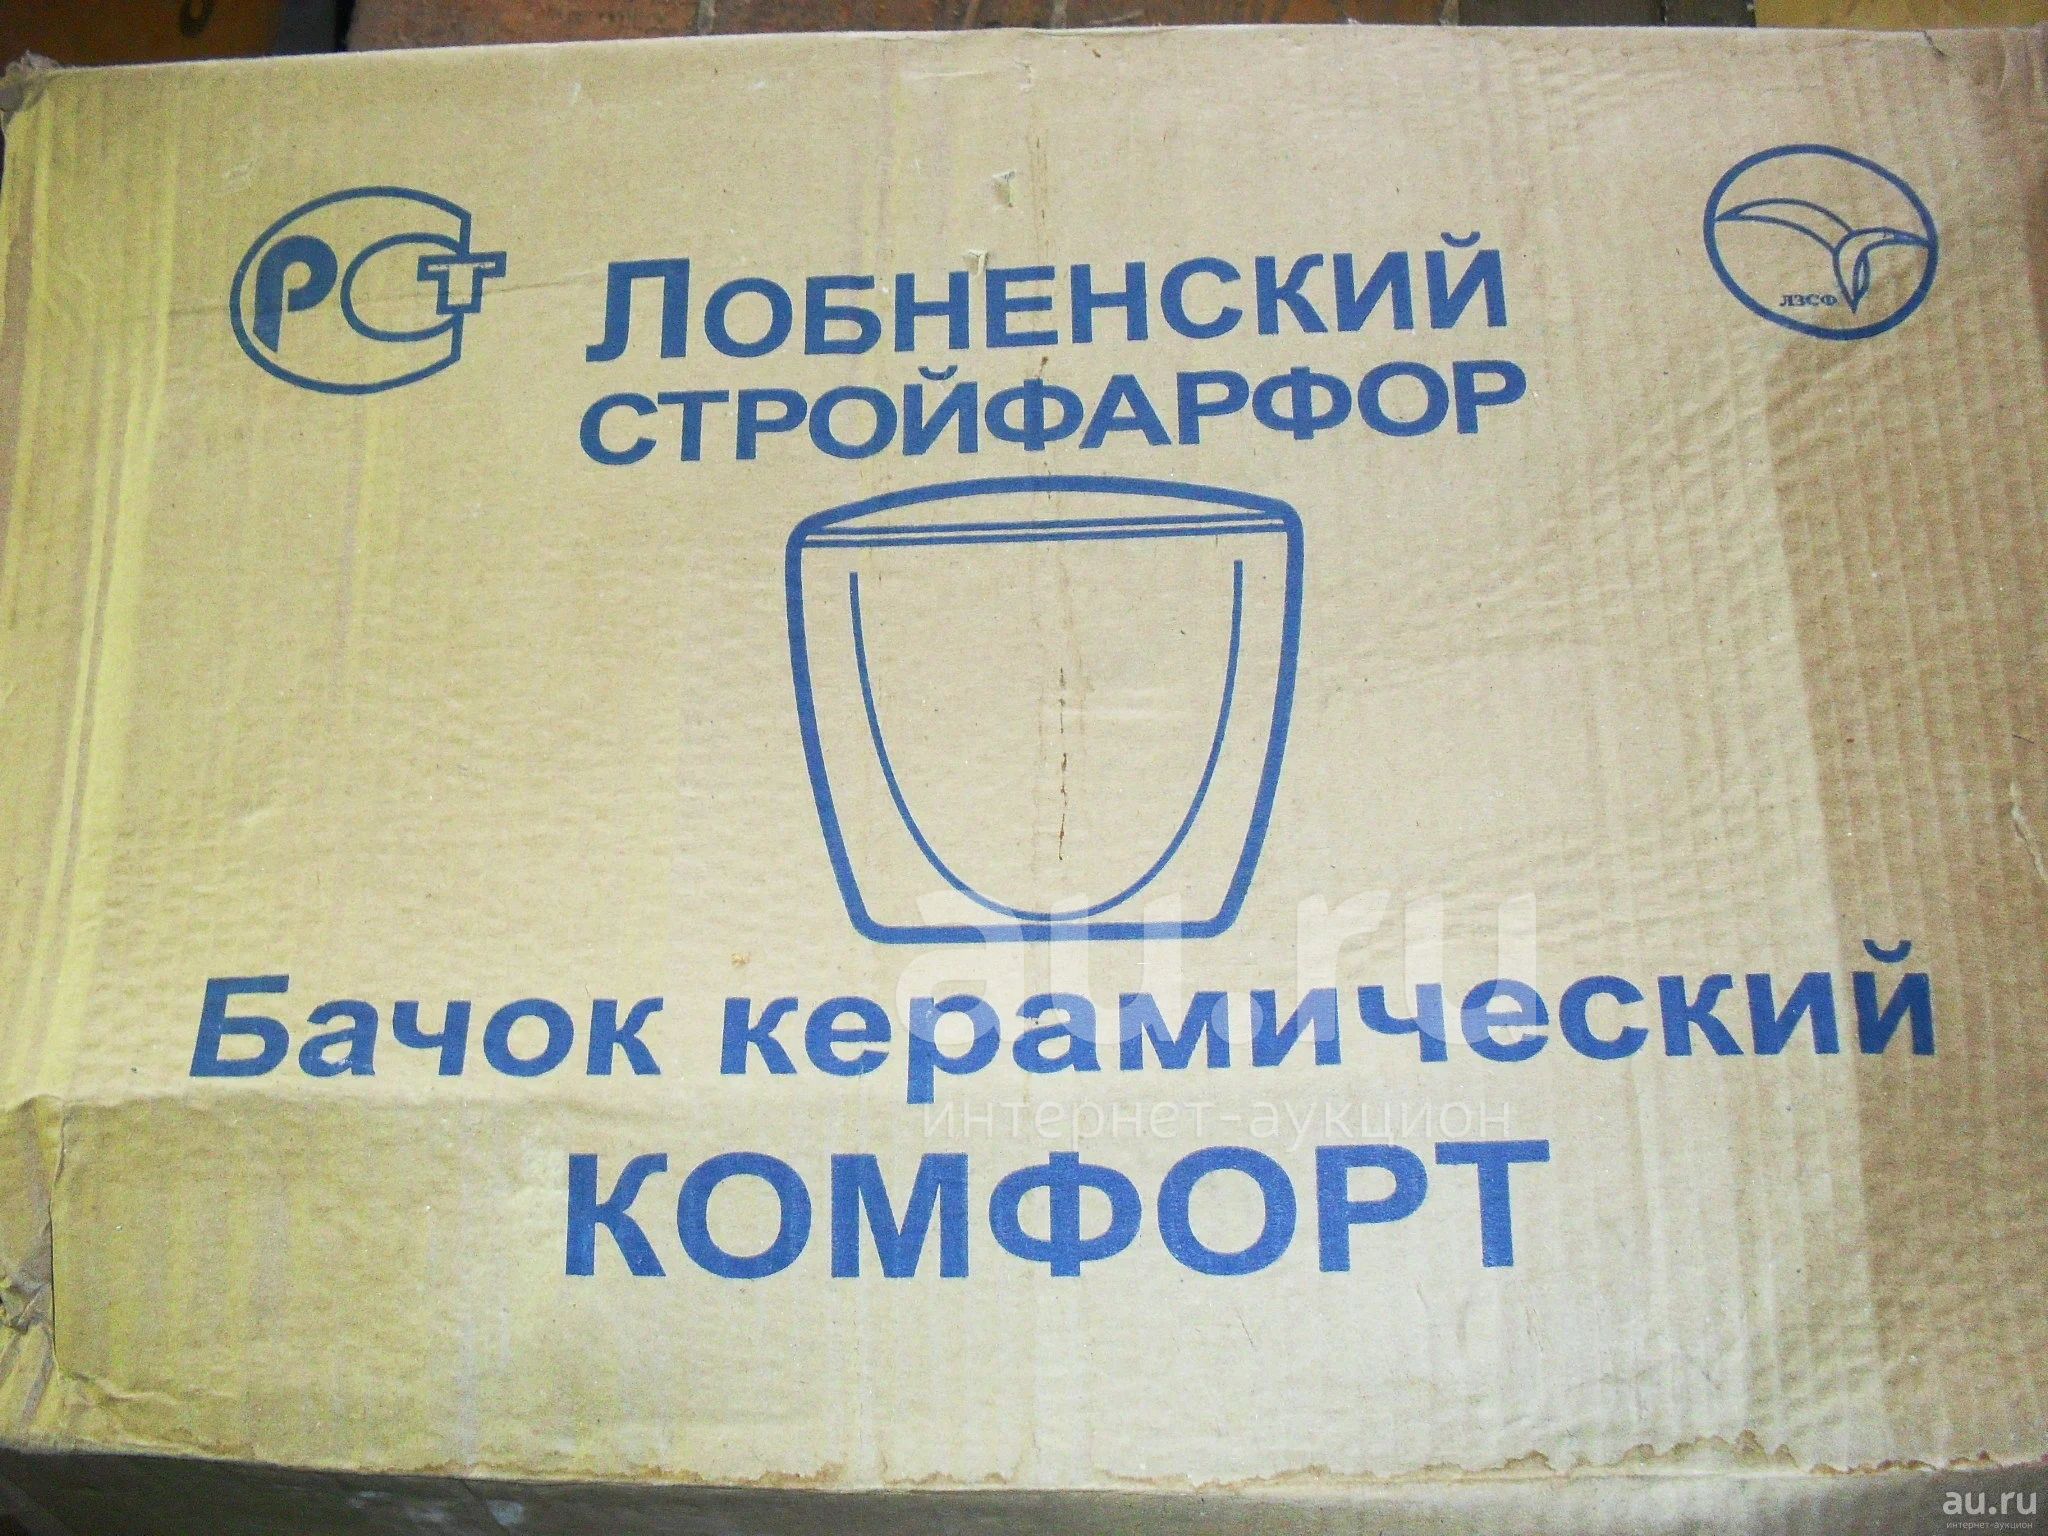 РСТ
ЛОБНЕНСКИЙ
СТРОЙФАРФОР
ЛЗСФ
Бачок керамический
КОМФОРТ
au.ru
интернет-аукцион
au.ru
интернет-аукцион